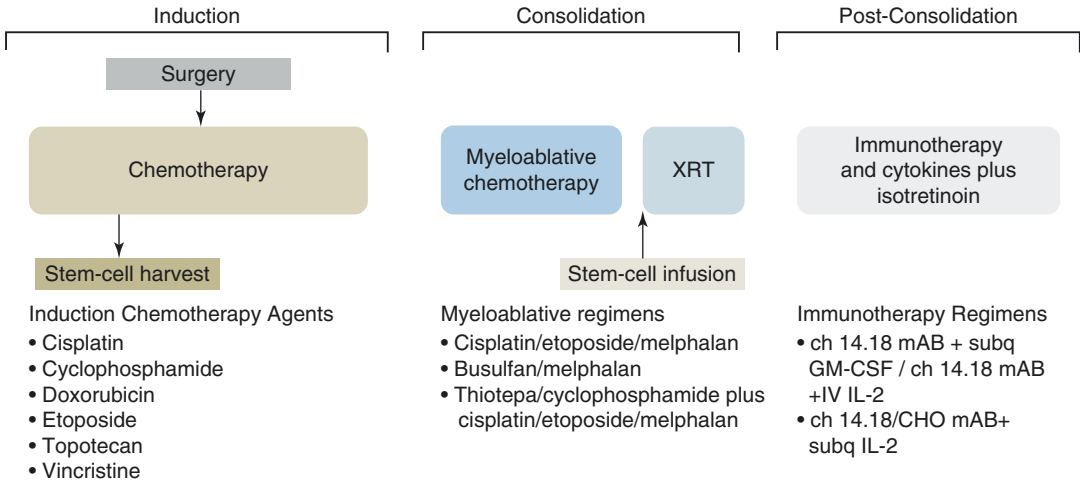 Induction
Consolidation
Post-Consolidation
Surgery
Chemotherapy
Stem-cell harvest
Myeloablative
chemotherapy
XRT
Stem-cell infusion
Immunotherapy
and cytokines plus
isotretinoin
Induction Chemotherapy Agents
• Cisplatin
• Cyclophosphamide
• Doxorubicin
• Etoposide
• Topotecan
• Vincristine
Myeloablative regimens
• Cisplatin/etoposide/melphalan
• Busulfan/melphalan
• Thiotepa/cyclophosphamide plus
cisplatin/etoposide/melphalan
Immunotherapy Regimens
• ch 14.18 mAB + subq
GM-CSF / ch 14.18 mAB
+IV IL-2
• ch 14.18/CHO mAB+
subq IL-2